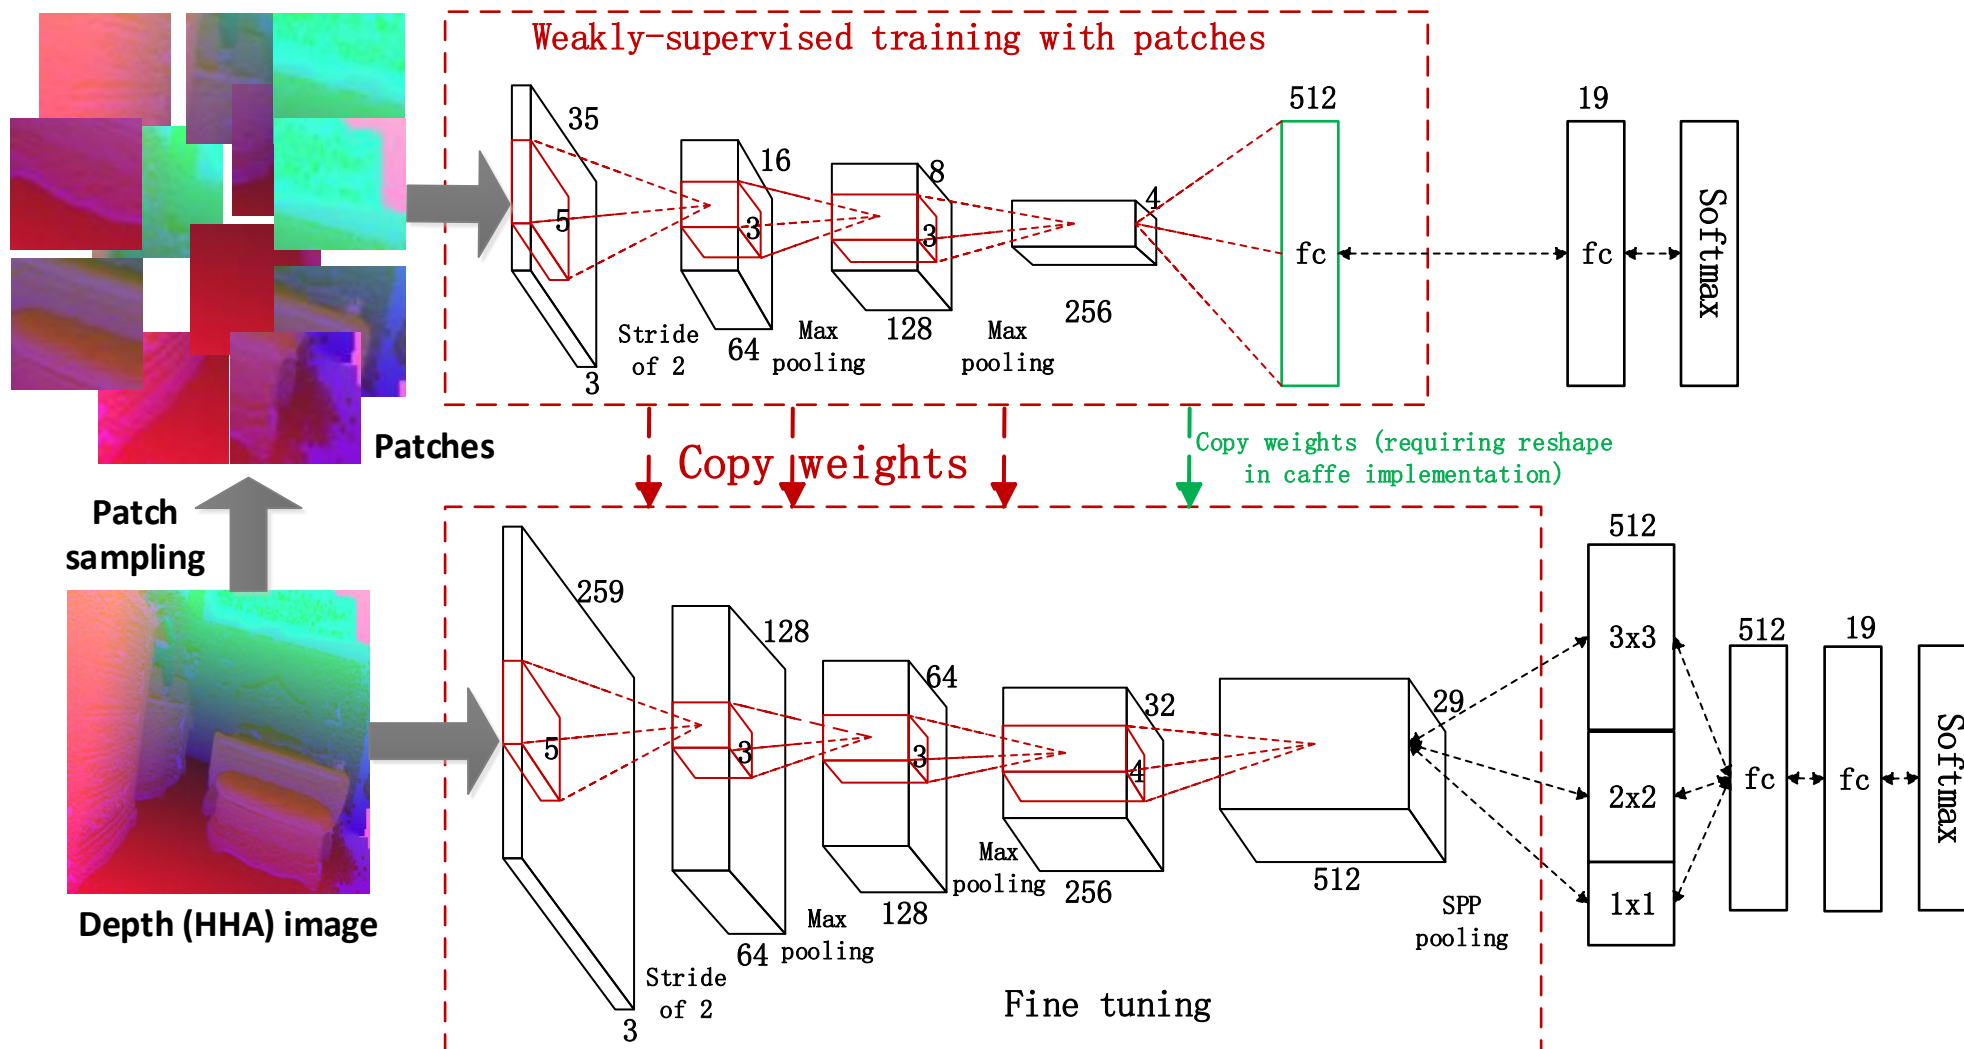 Weakly-supervised training with patches
35
5
3
Stride
of 2
16
3
64
Max
pooling
8
3
128
Max
pooling
4
256
512
fc
19
fc
Softmax
Patches
Copy weights
Copy weights (requiring reshape
in caffe implementation)
Patch
sampling
Depth (HHA) image
259
5
3
Stride
of 2
128
3
64
Max
pooling
64
3
128
Max
pooling
32
4
256
29
512
SPP
pooling
Fine tuning
512
3x3
2x2
1x1
512
fc
19
fc
Softmax